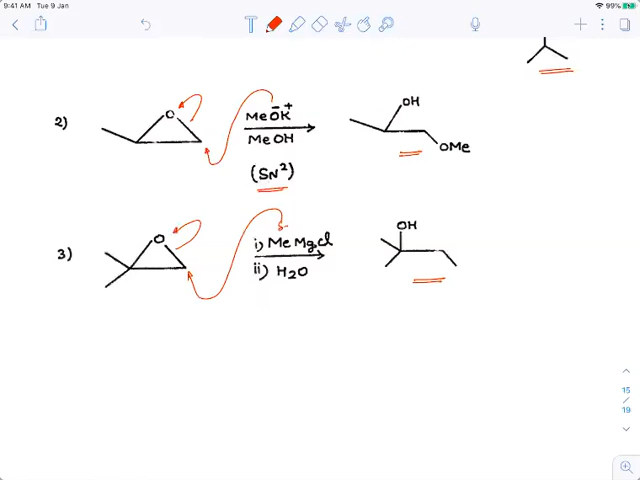 9:41 AM Tue 9 Jan
99%
2)
O
MeOK
− +
MeOH
(SN2)
OH
OMe
3)
O
i) MeMgCl
ii) H2O
OH
15
/
19